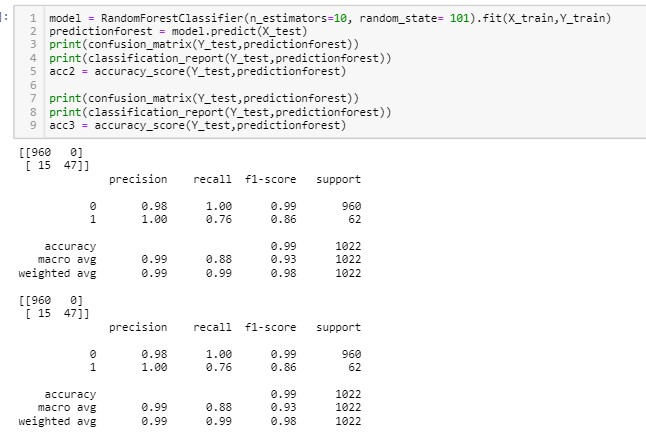 ]: 1 model = RandomForestClassifier(n_estimators=10, random_state= 101).fit(X_train,Y_train)
2 predictionforest = model.predict(X_test)
3 print(confusion_matrix(Y_test,predictionforest))
4 print(classification_report(Y_test,predictionforest))
5 acc2 = accuracy_score(Y_test,predictionforest)
6
7 print(confusion_matrix(Y_test,predictionforest))
8 print(classification_report(Y_test,predictionforest))
9 acc3 = accuracy_score(Y_test,predictionforest)
[[960 0]
[ 15 47]]
precision recall f1-score support
0 0.98 1.00 0.99 960
1 1.00 0.76 0.86 62
accuracy 0.99 1022
macro avg 0.99 0.88 0.93 1022
weighted avg 0.99 0.99 0.98 1022
[[960 0]
[ 15 47]]
precision recall f1-score support
0 0.98 1.00 0.99 960
1 1.00 0.76 0.86 62
accuracy 0.99 1022
macro avg 0.99 0.88 0.93 1022
weighted avg 0.99 0.99 0.98 1022